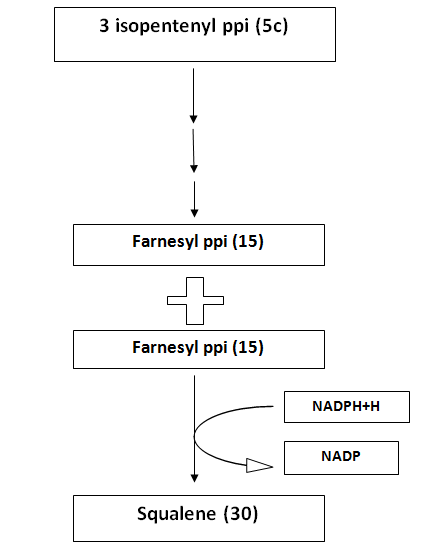 3 isopentenyl ppi (5c)
Farnesyl ppi (15)
Farnesyl ppi (15)
NADPH+H
NADP
Squalene (30)